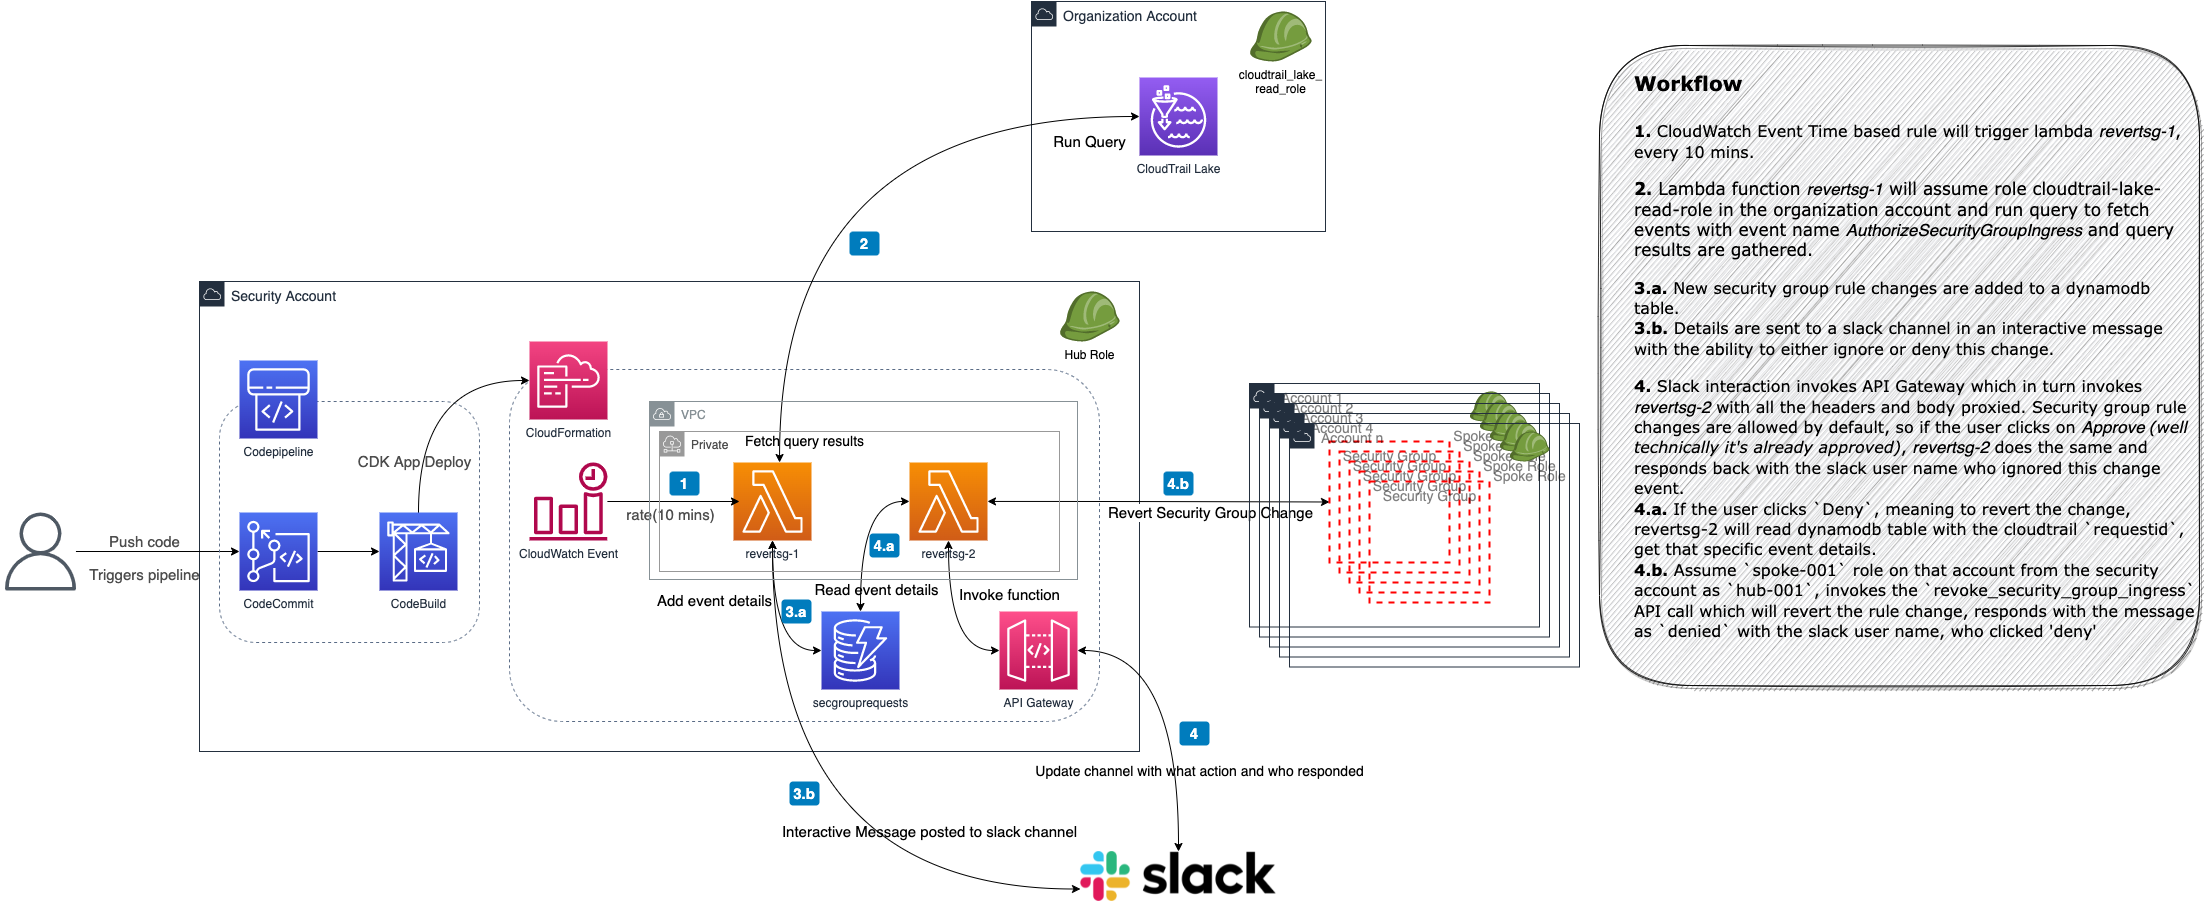 Organization Account
cloudtrail_lake_
read_role
Run Query
CloudTrail Lake
2
Security Account
Hub Role
Codepipeline
CloudFormation
CDK App Deploy
VPC
Private
Fetch query results
1
rate(10 mins)
CloudWatch Event
revertsg-1
revertsg-2
4.a
4.b
Revert Security Group Change
Account 1
Account 2
Account 3
Account 4
Account n
Spoke
Spoke
Spoke
Spoke Role
Spoke Role
Security Group
Security Group
Security Group
Security Group
Security Group
Push code
Triggers pipeline
CodeCommit
CodeBuild
Add event details
3.a
Read event details
Invoke function
secgrouprequests
API Gateway
4
Update channel with what action and who responded
3.b
Interactive Message posted to slack channel
slack
Workflow
1. CloudWatch Event Time based rule will trigger lambda revertsg-1,
every 10 mins.
2. Lambda function revertsg-1 will assume role cloudtrail-lake-
read-role in the organization account and run query to fetch
events with event name AuthorizeSecurityGroupIngress and query
results are gathered.
3.a. New security group rule changes are added to a dynamodb
table.
3.b. Details are sent to a slack channel in an interactive message
with the ability to either ignore or deny this change.
4. Slack interaction invokes API Gateway which in turn invokes
revertsg-2 with all the headers and body proxied. Security group rule
changes are allowed by default, so if the user clicks on Approve (well
technically it's already approved), revertsg-2 does the same and
responds back with the slack user name who ignored this change
event.
4.a. If the user clicks `Deny`, meaning to revert the change,
revertsg-2 will read dynamodb table with the cloudtrail `requestid`,
get that specific event details.
4.b. Assume `spoke-001` role on that account from the security
account as `hub-001`, invokes the `revoke_security_group_ingress`
API call which will revert the rule change, responds with the message
as `denied` with the slack user name, who clicked 'deny'